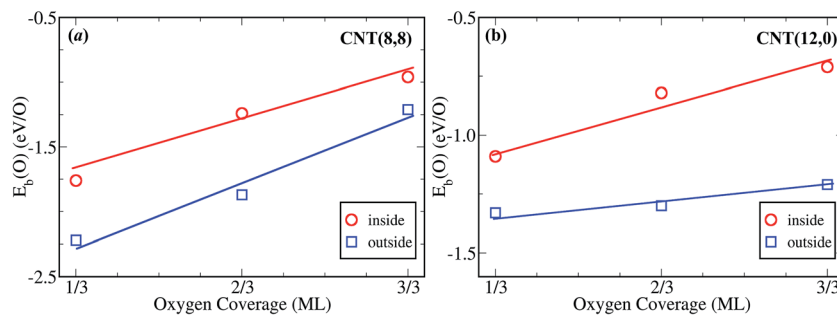 (a)
CNT(8,8)
E_b(O) (eV/O)
-0.5
-1.5
-2.5
inside
outside
1/3
2/3
3/3
Oxygen Coverage (ML)
(b)
CNT(12,0)
E_b(O) (eV/O)
-0.5
-1.0
-1.5
inside
outside
1/3
2/3
3/3
Oxygen Coverage (ML)